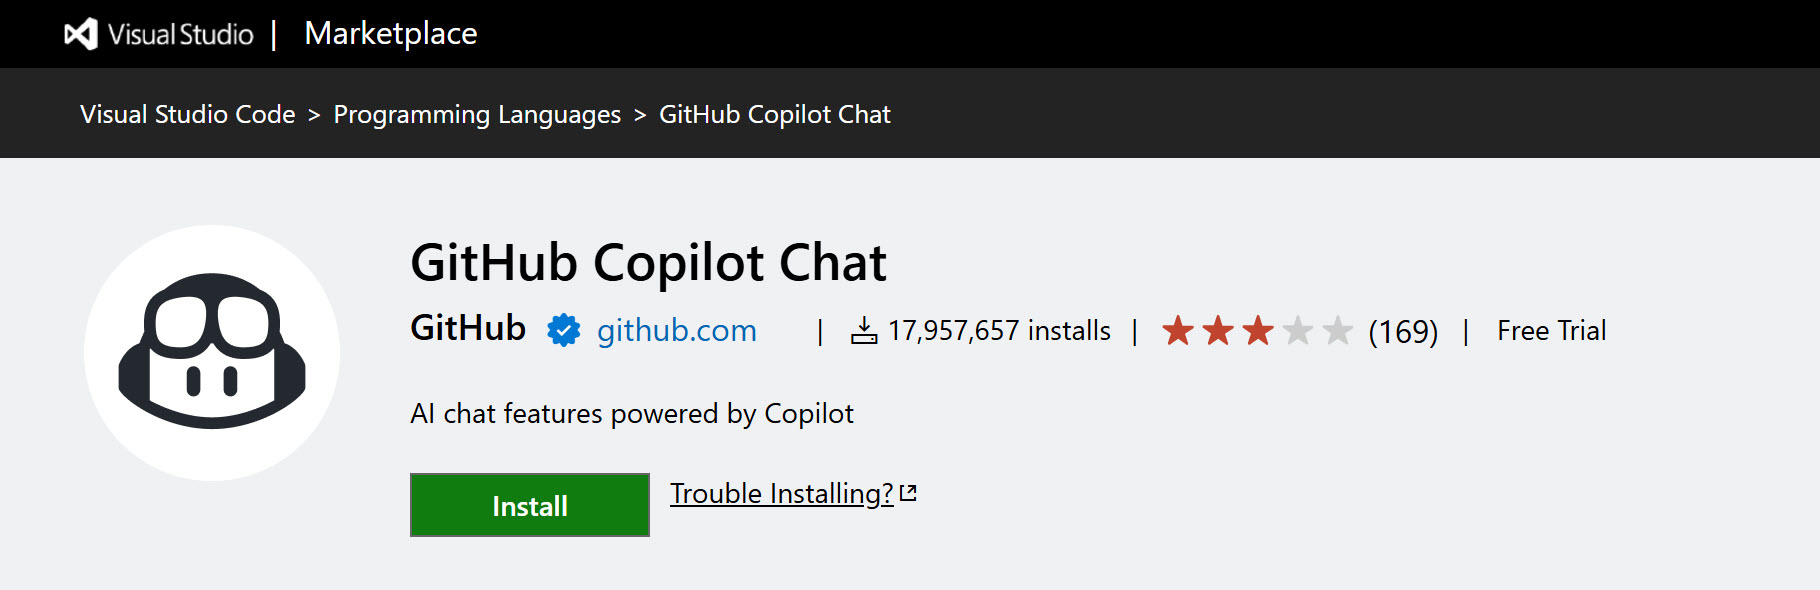 Visual Studio | Marketplace
Visual Studio Code > Programming Languages > GitHub Copilot Chat
GitHub Copilot Chat
GitHub github.com | 17,957,657 installs | (169) | Free Trial
AI chat features powered by Copilot
Install Trouble Installing?